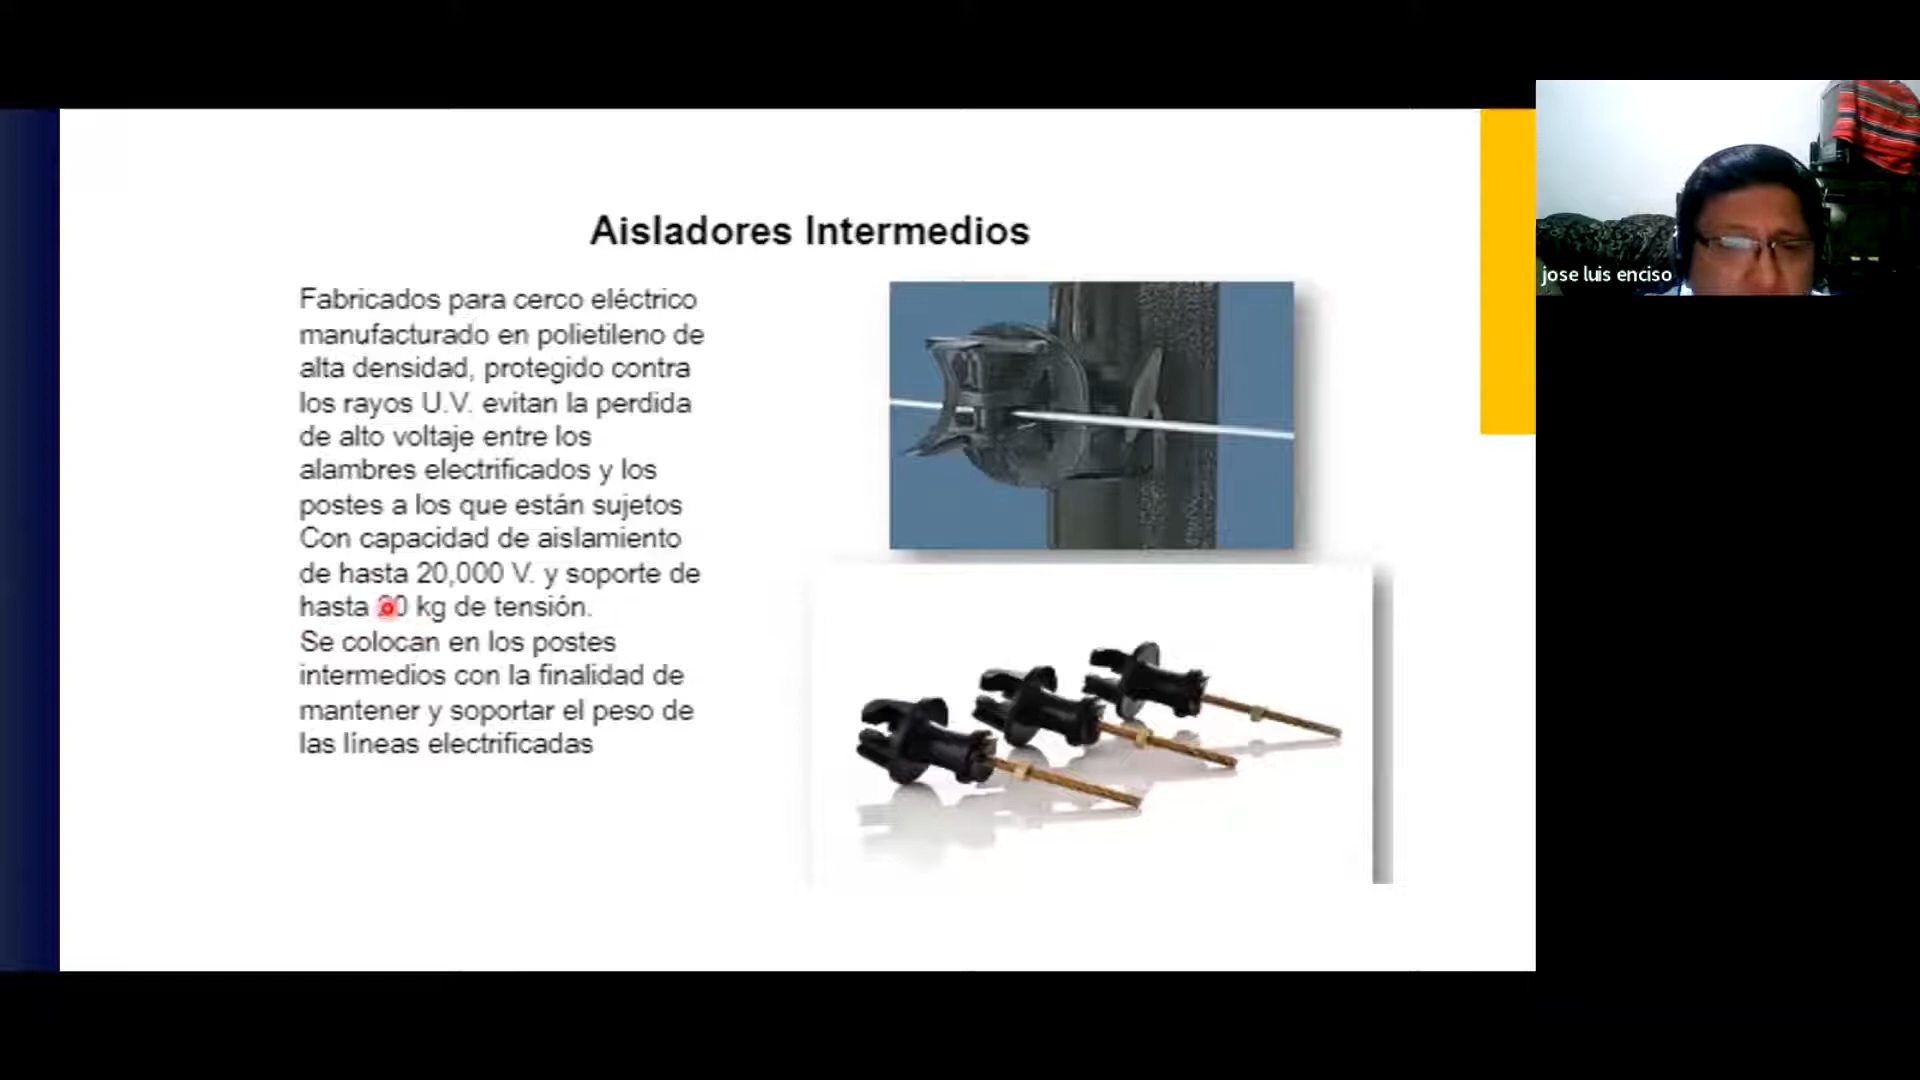 Aisladores Intermedios
Fabricados para cerco eléctrico
manufacturado en polietileno de
alta densidad, protegido contra
los rayos U.V. evitan la perdida
de alto voltaje entre los
alambres electrificados y los
postes a los que están sujetos
Con capacidad de aislamiento
de hasta 20,000 V. y soporte de
hasta kg de tensión.
Se colocan en los postes
intermedios con la finalidad de
mantener y soportar el peso de
las líneas electrificadas
jose luis enciso